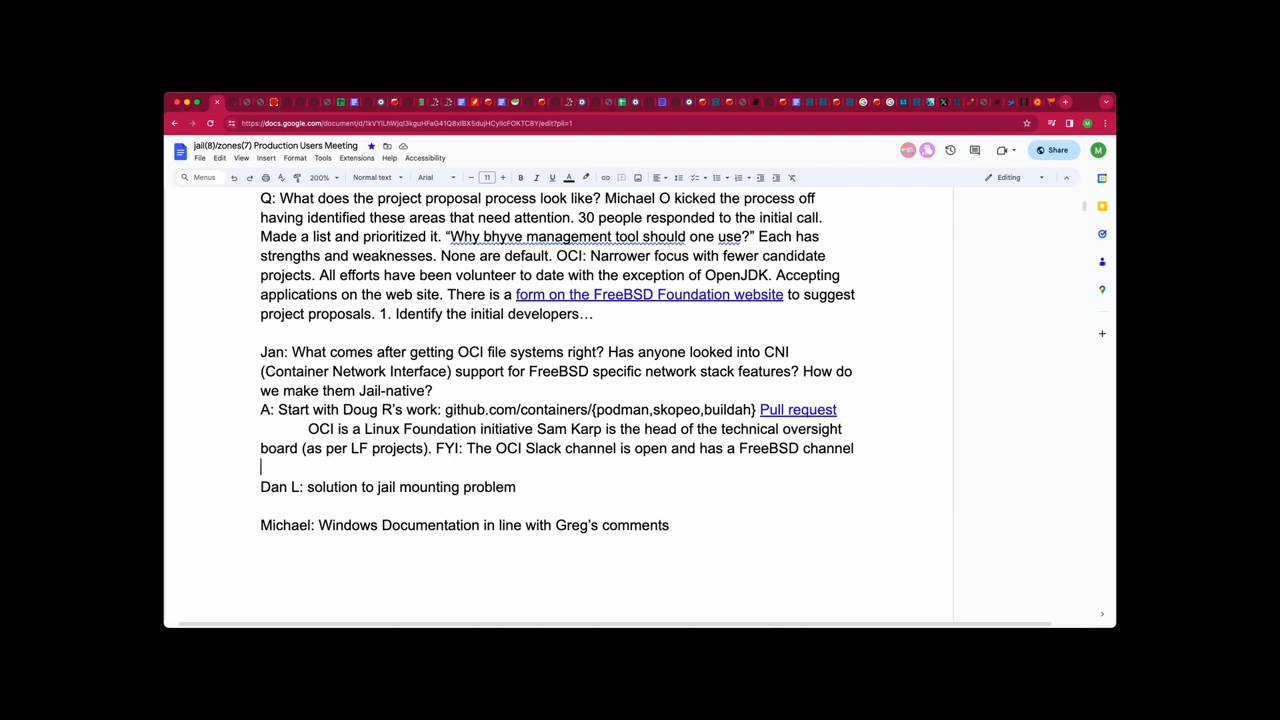 https://docs.google.com/document/d/1kVYiLhWjql3kguHFaG41Q8xlBX5dujHCyIlcFOKTC8Y/edit?pli=1
jail(8)/zones(7) Production Users Meeting
File Edit View Insert Format Tools Extensions Help Accessibility
Share
M
Menus 200% Normal text Arial 11 Editing
Q: What does the project proposal process look like? Michael O kicked the process off
having identified these areas that need attention. 30 people responded to the initial call.
Made a list and prioritized it. “Why bhyve management tool should one use?” Each has
strengths and weaknesses. None are default. OCI: Narrower focus with fewer candidate
projects. All efforts have been volunteer to date with the exception of OpenJDK. Accepting
applications on the web site. There is a form on the FreeBSD Foundation website to suggest
project proposals. 1. Identify the initial developers…
Jan: What comes after getting OCI file systems right? Has anyone looked into CNI
(Container Network Interface) support for FreeBSD specific network stack features? How do
we make them Jail-native?
A: Start with Doug R’s work: github.com/containers/{podman,skopeo,buildah} Pull request
OCI is a Linux Foundation initiative Sam Karp is the head of the technical oversight
board (as per LF projects). FYI: The OCI Slack channel is open and has a FreeBSD channel
Dan L: solution to jail mounting problem
Michael: Windows Documentation in line with Greg’s comments